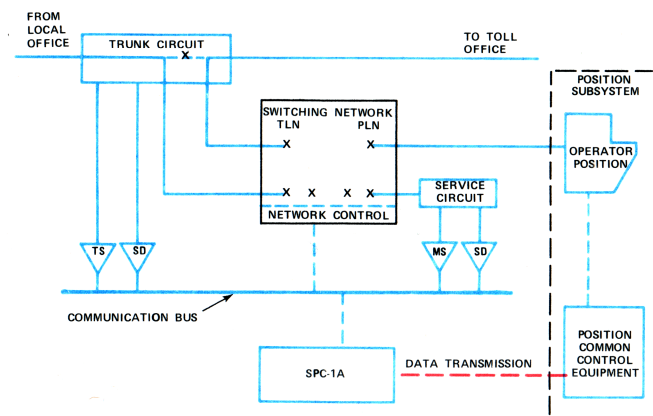 FROM
LOCAL
OFFICE
TRUNK CIRCUIT
X
TO TOLL
OFFICE
POSITION
SUBSYSTEM
SWITCHING NETWORK
TLN PLN
X X
OPERATOR
POSITION
X X X X
SERVICE
CIRCUIT
NETWORK CONTROL
TS SD MS SD
COMMUNICATION BUS
SPC-1A
DATA TRANSMISSION
POSITION
COMMON
CONTROL
EQUIPMENT